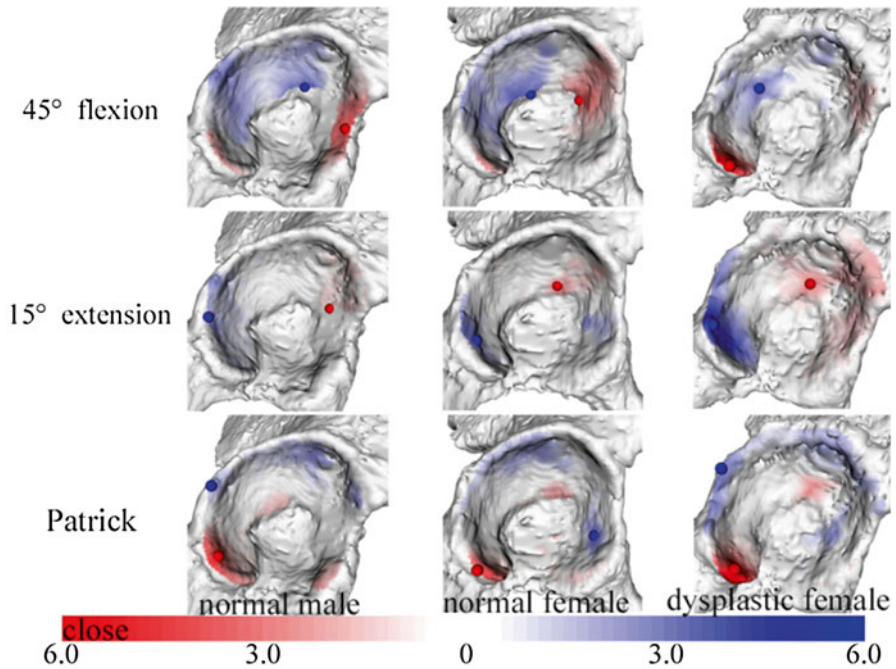 45° flexion
15° extension
Patrick
normal male normal female dysplastic female
close
6.0 3.0 0 3.0 6.0